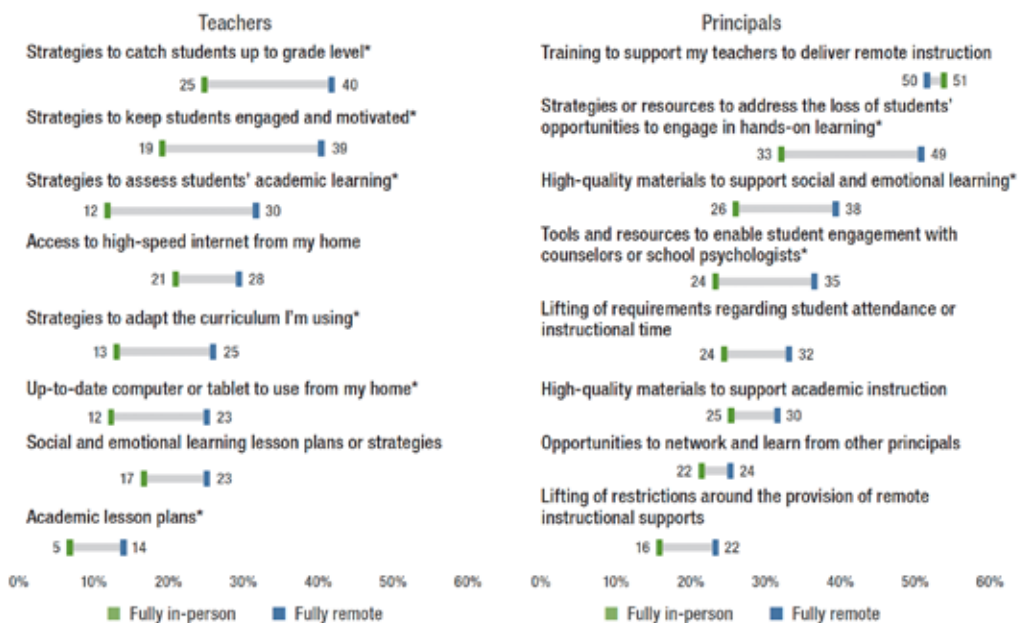 Teachers
Strategies to catch students up to grade level*
25 40
Strategies to keep students engaged and motivated*
19 39
Strategies to assess students' academic learning*
12 30
Access to high-speed internet from my home
21 28
Strategies to adapt the curriculum I'm using*
13 25
Up-to-date computer or tablet to use from my home*
12 23
Social and emotional learning lesson plans or strategies
17 23
Academic lesson plans*
5 14
0% 10% 20% 30% 40% 50% 60%
Fully in-person Fully remote
Principals
Training to support my teachers to deliver remote instruction
50 51
Strategies or resources to address the loss of students'
opportunities to engage in hands-on learning*
33 49
High-quality materials to support social and emotional learning*
26 38
Tools and resources to enable student engagement with
counselors or school psychologists*
24 35
Lifting of requirements regarding student attendance or
instructional time
24 32
High-quality materials to support academic instruction
25 30
Opportunities to network and learn from other principals
22 24
Lifting of restrictions around the provision of remote
instructional supports
16 22
0% 10% 20% 30% 40% 50% 60%
Fully in-person Fully remote